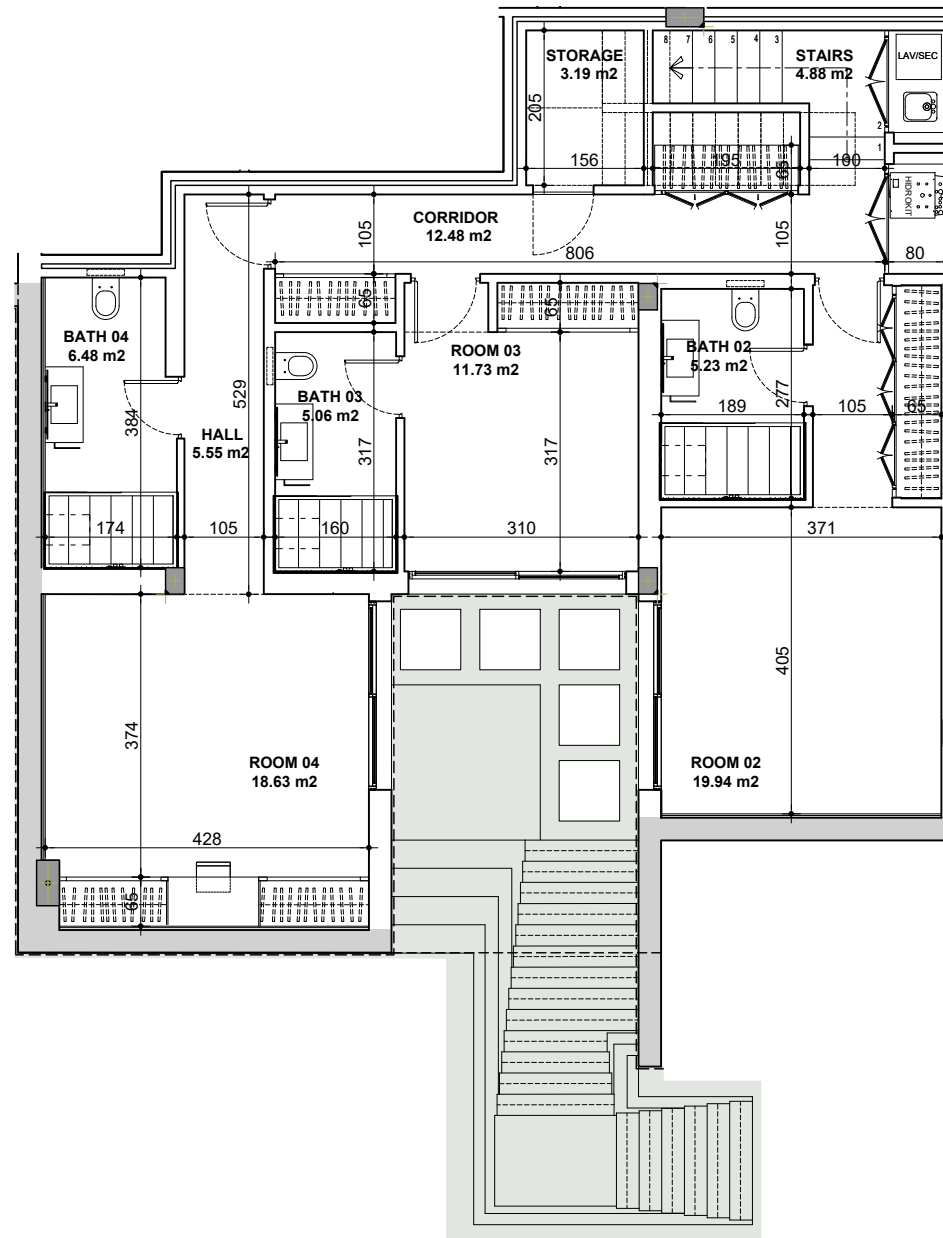 8 7 6 5 4 3
STORAGE
3.19 m2
STAIRS
4.88 m2
LAV/SEC
205
2
1
156
195
65
100
HIDROKIT
CORRIDOR
12.48 m2
105
806
105
80
65
65
BATH 04
6.48 m2
ROOM 03
11.73 m2
BATH 02
5.23 m2
384
529
BATH 03
5.06 m2
277
189
105
65
HALL
5.55 m2
317
317
174
105
160
310
371
405
374
ROOM 04
18.63 m2
ROOM 02
19.94 m2
428
65